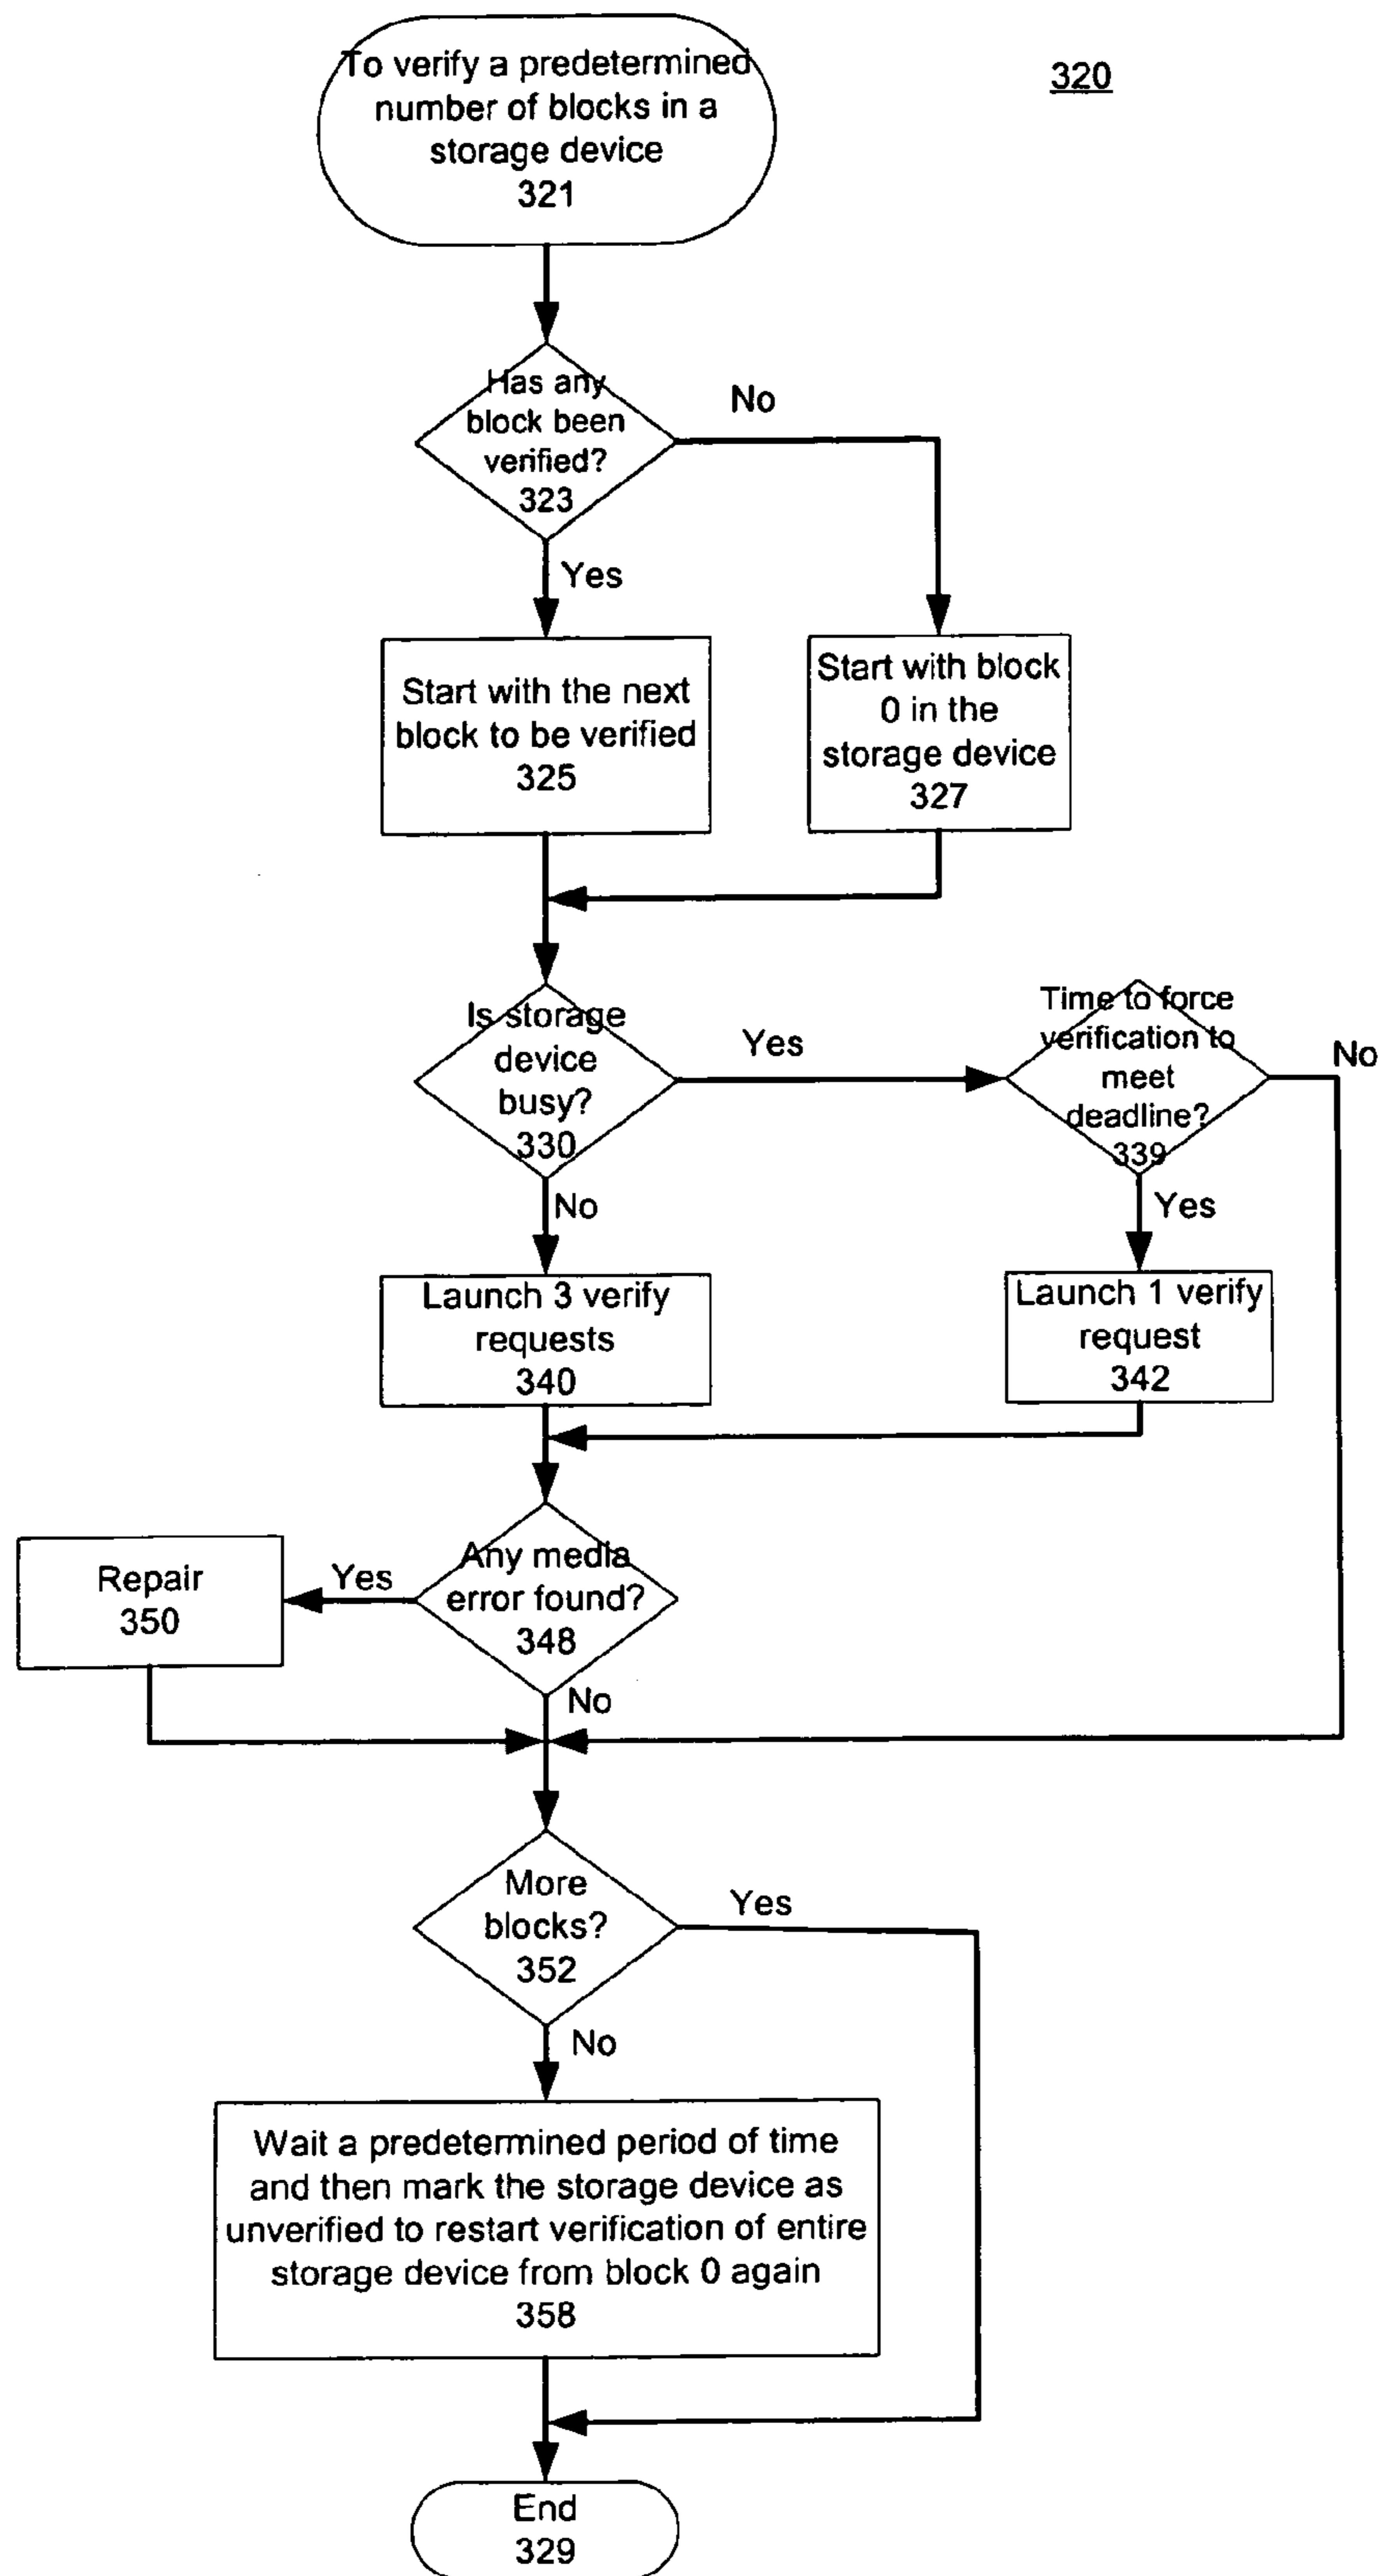 To verify a predetermined
number of blocks in a
storage device
321
320
Has any
block been
verified?
323
No
Yes
Start with the next
block to be verified
325
Start with block
0 in the
storage device
327
Is storage
device
busy?
330
Yes
Time to force
verification to
meet
deadline?
339
No
No
Yes
Launch 3 verify
requests
340
Launch 1 verify
request
342
Any media
error found?
348
Yes
Repair
350
No
More
blocks?
352
Yes
No
Wait a predetermined period of time
and then mark the storage device as
unverified to restart verification of entire
storage device from block 0 again
358
End
329